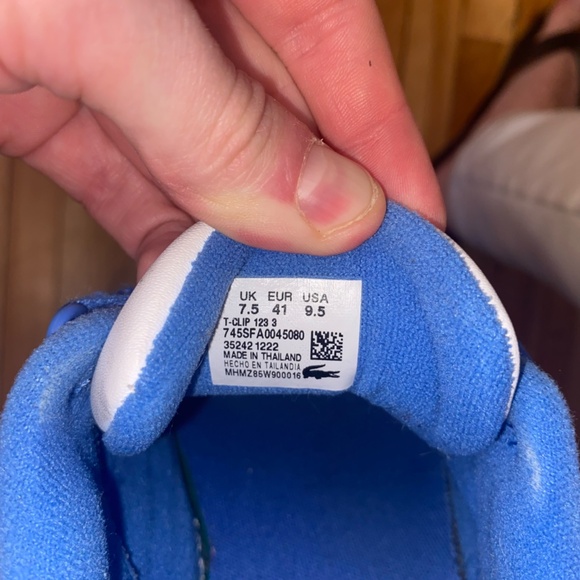 UK EUR USA
7.5 41 9.5
T-CLIP 123 3
745SFA0045080
35242 1222
MADE IN THAILAND
HECHO EN TAILANDIA
MHMZ85W900016